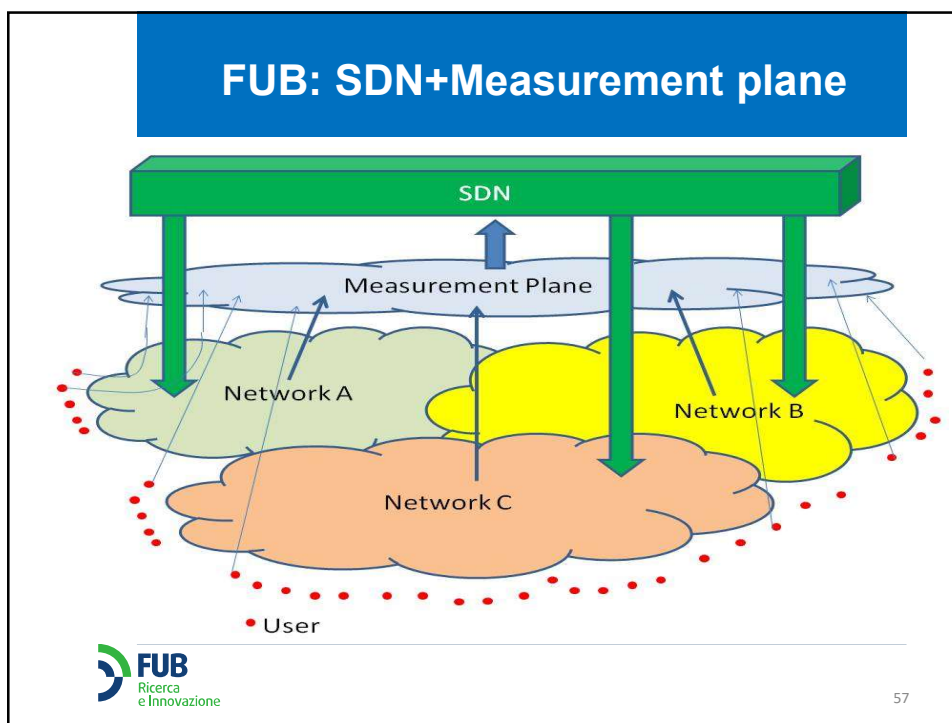 FUB: SDN+Measurement plane
SDN
Measurement Plane
Network A
Network B
Network C
User
FUB
Ricerca
e Innovazione
57